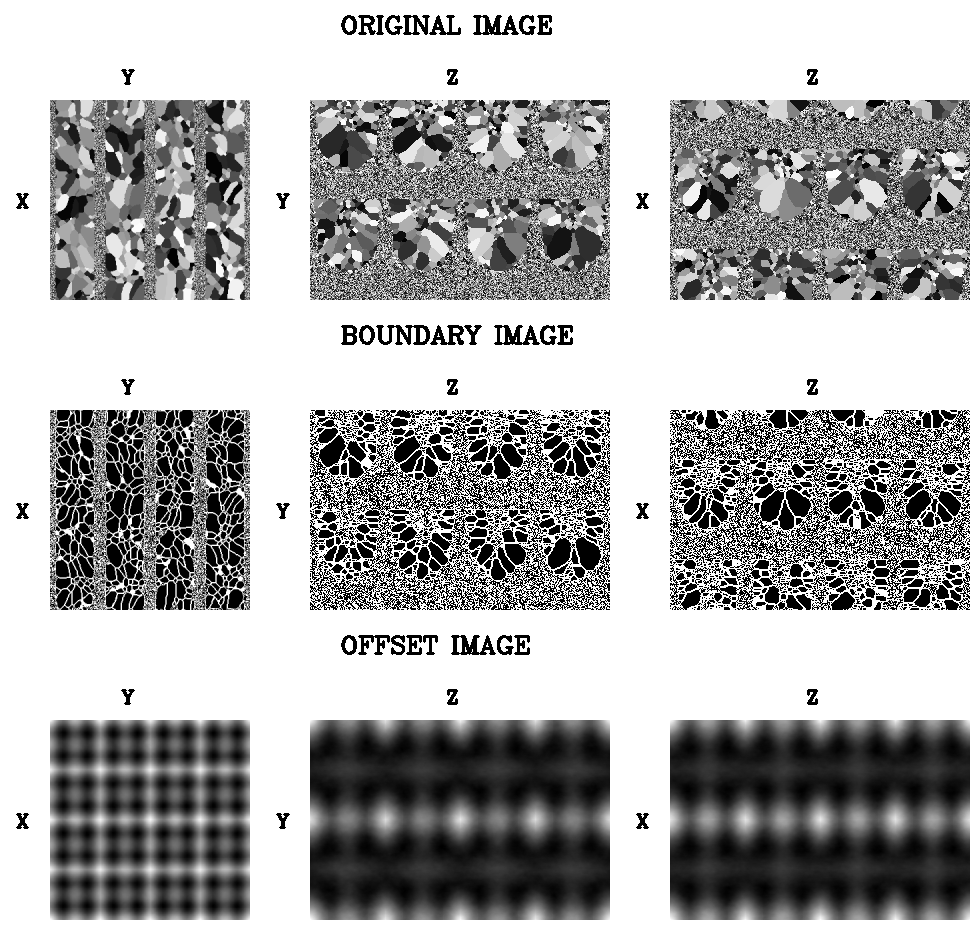 ORIGINAL IMAGE
Y Z Z
X Y X
BOUNDARY IMAGE
Y Z Z
X Y X
OFFSET IMAGE
Y Z Z
X Y X